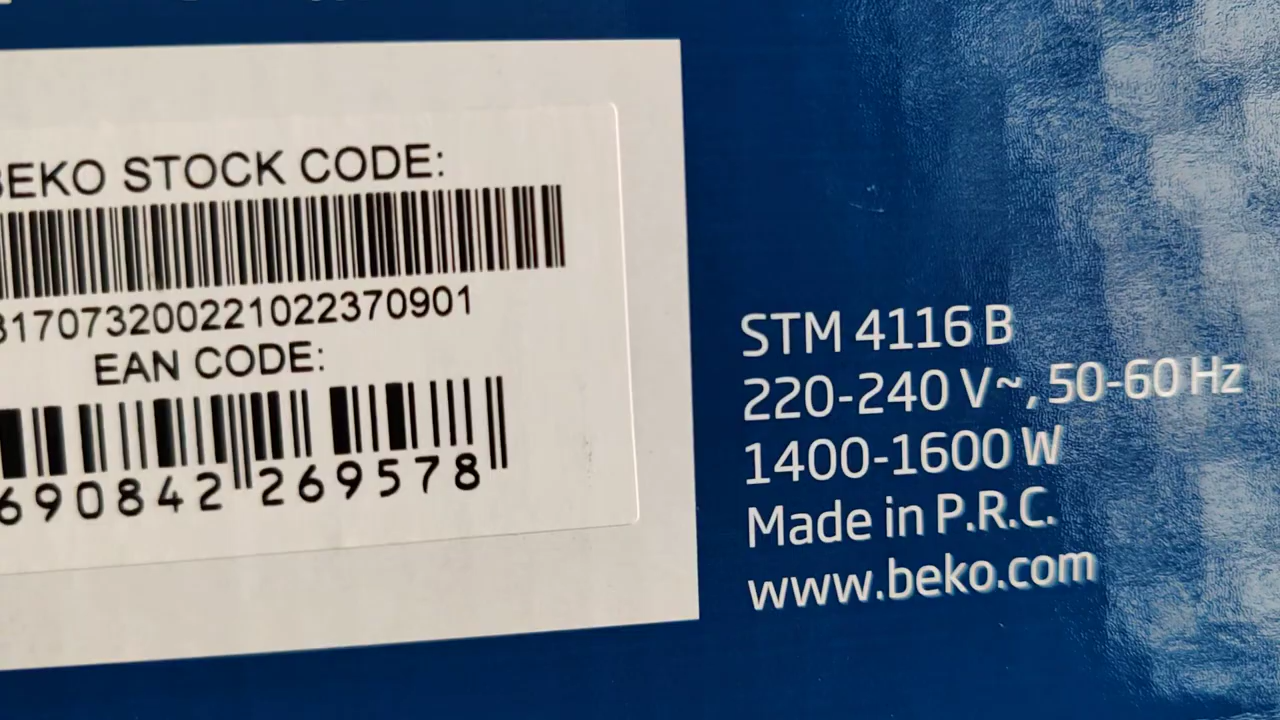 BEKO STOCK CODE:
3170732002210223709​01
EAN CODE:
690842 269578
STM 4116 B
220-240 V~, 50-60 Hz
1400-1600 W
Made in P.R.C.
www.beko.com